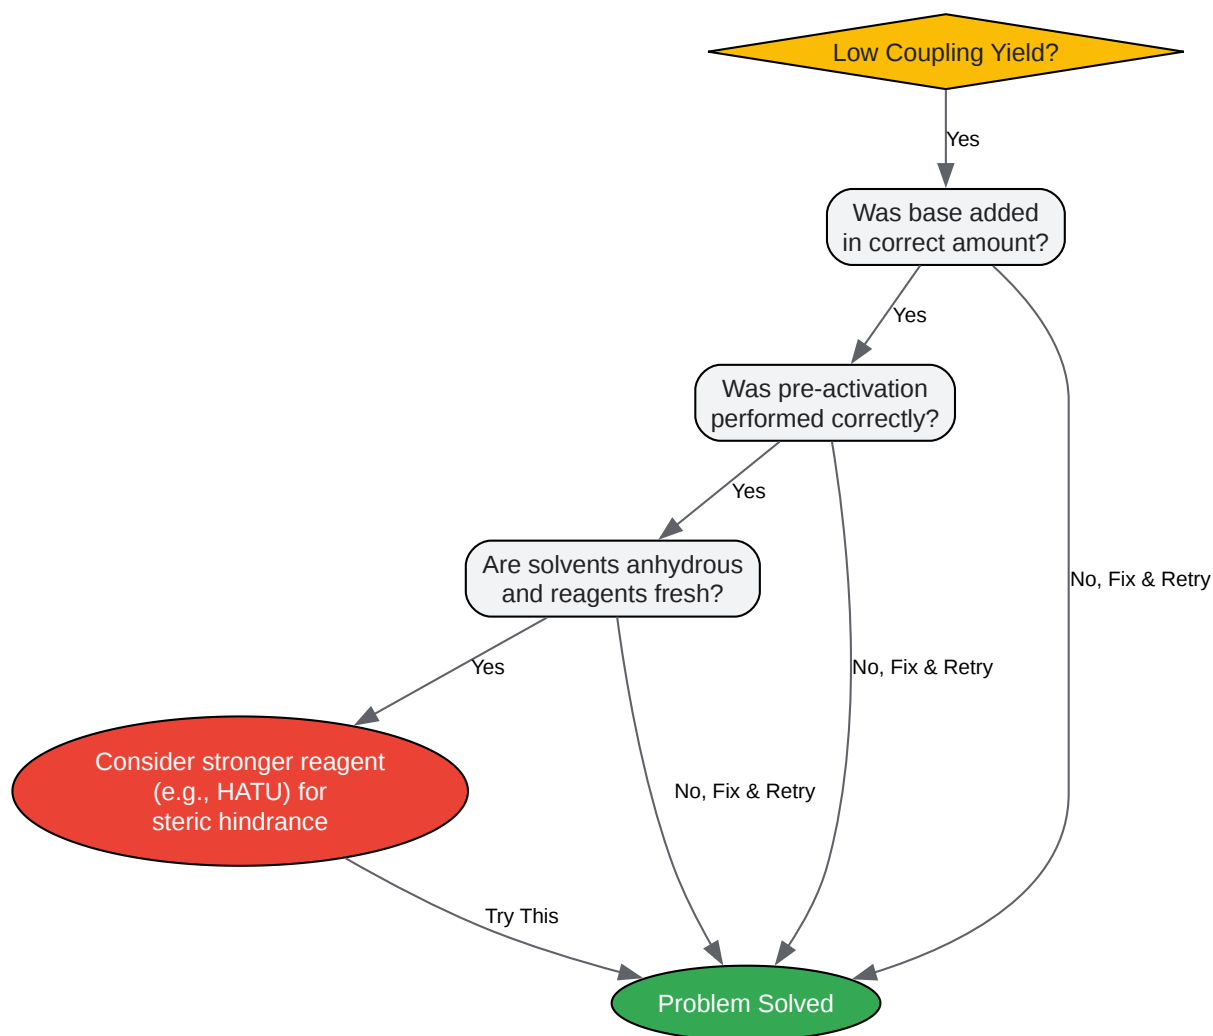 Low Coupling Yield?
Yes
Was base added
in correct amount?
Yes
Was pre-activation
performed correctly?
Yes
Are solvents anhydrous
and reagents fresh?
No, Fix & Retry
Yes
No, Fix & Retry
Consider stronger reagent
(e.g., HATU) for
steric hindrance
No, Fix & Retry
Try This
Problem Solved